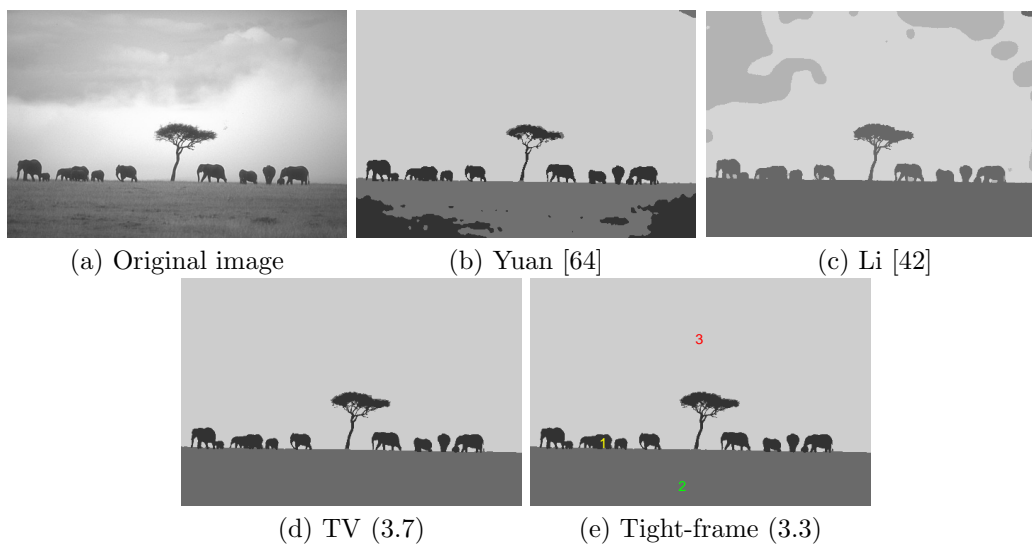 (a) Original image
(b) Yuan [64]
(c) Li [42]
3
1
2
(d) TV (3.7)
(e) Tight-frame (3.3)